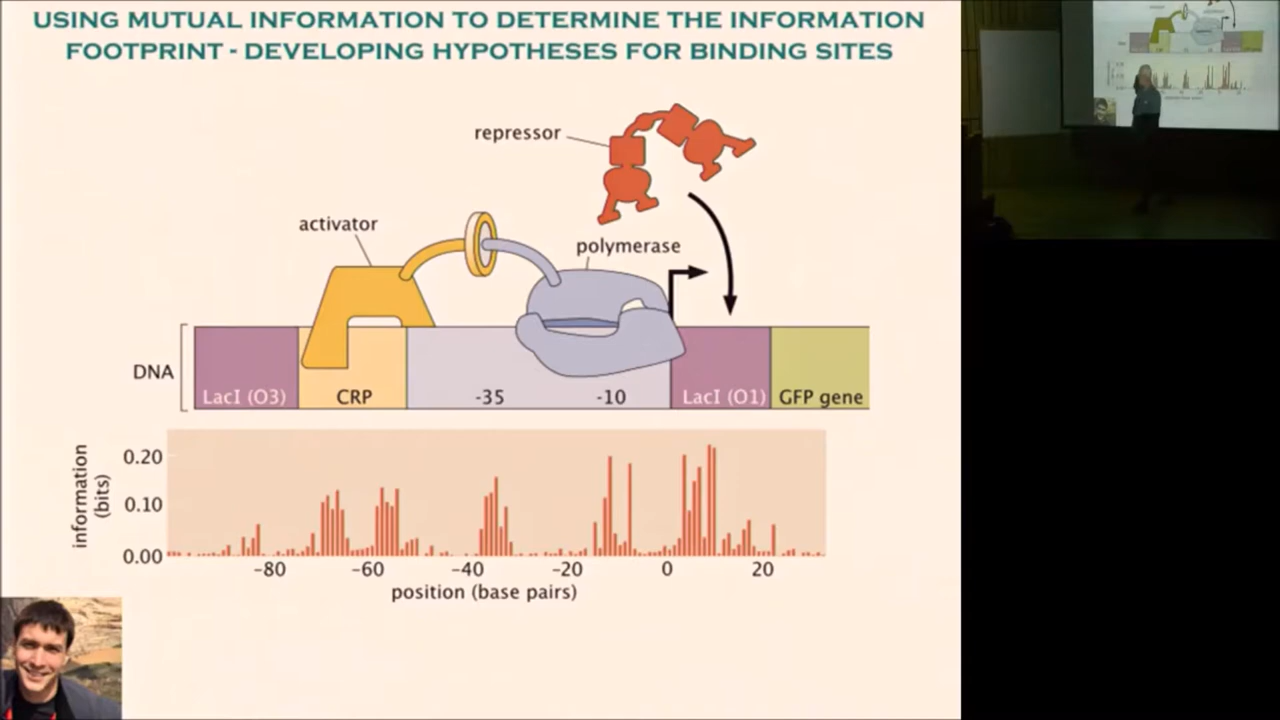 USING MUTUAL INFORMATION TO DETERMINE THE INFORMATION
FOOTPRINT - DEVELOPING HYPOTHESES FOR BINDING SITES
repressor
activator
polymerase
DNA
LacI (O3)
CRP
-35
-10
LacI (O1)
GFP gene
information
(bits)
0.20
0.10
0.00
−80
−60
−40
−20
0
20
position (base pairs)